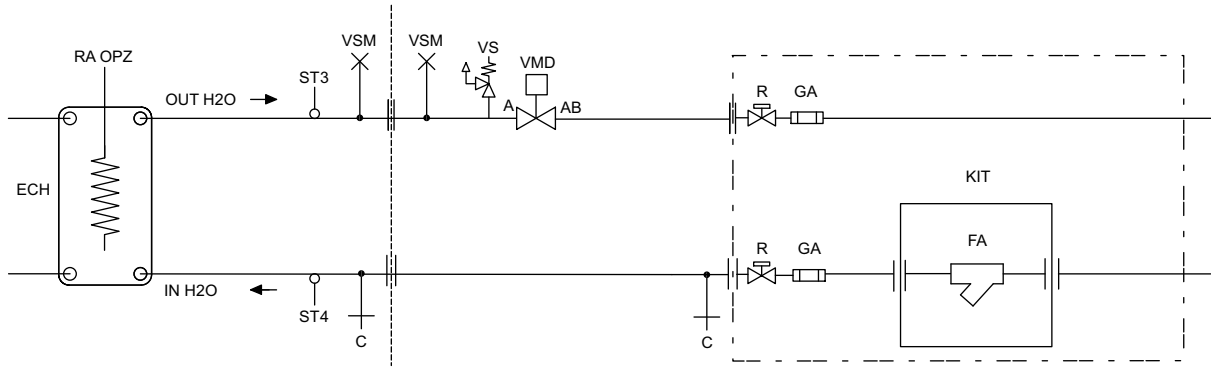 VSM
VSM
VS
VMD
RA OPZ
ST3
OUT H2O
A
AB
R
GA
ECH
KIT
FA
R
GA
IN H2O
ST4
C
C